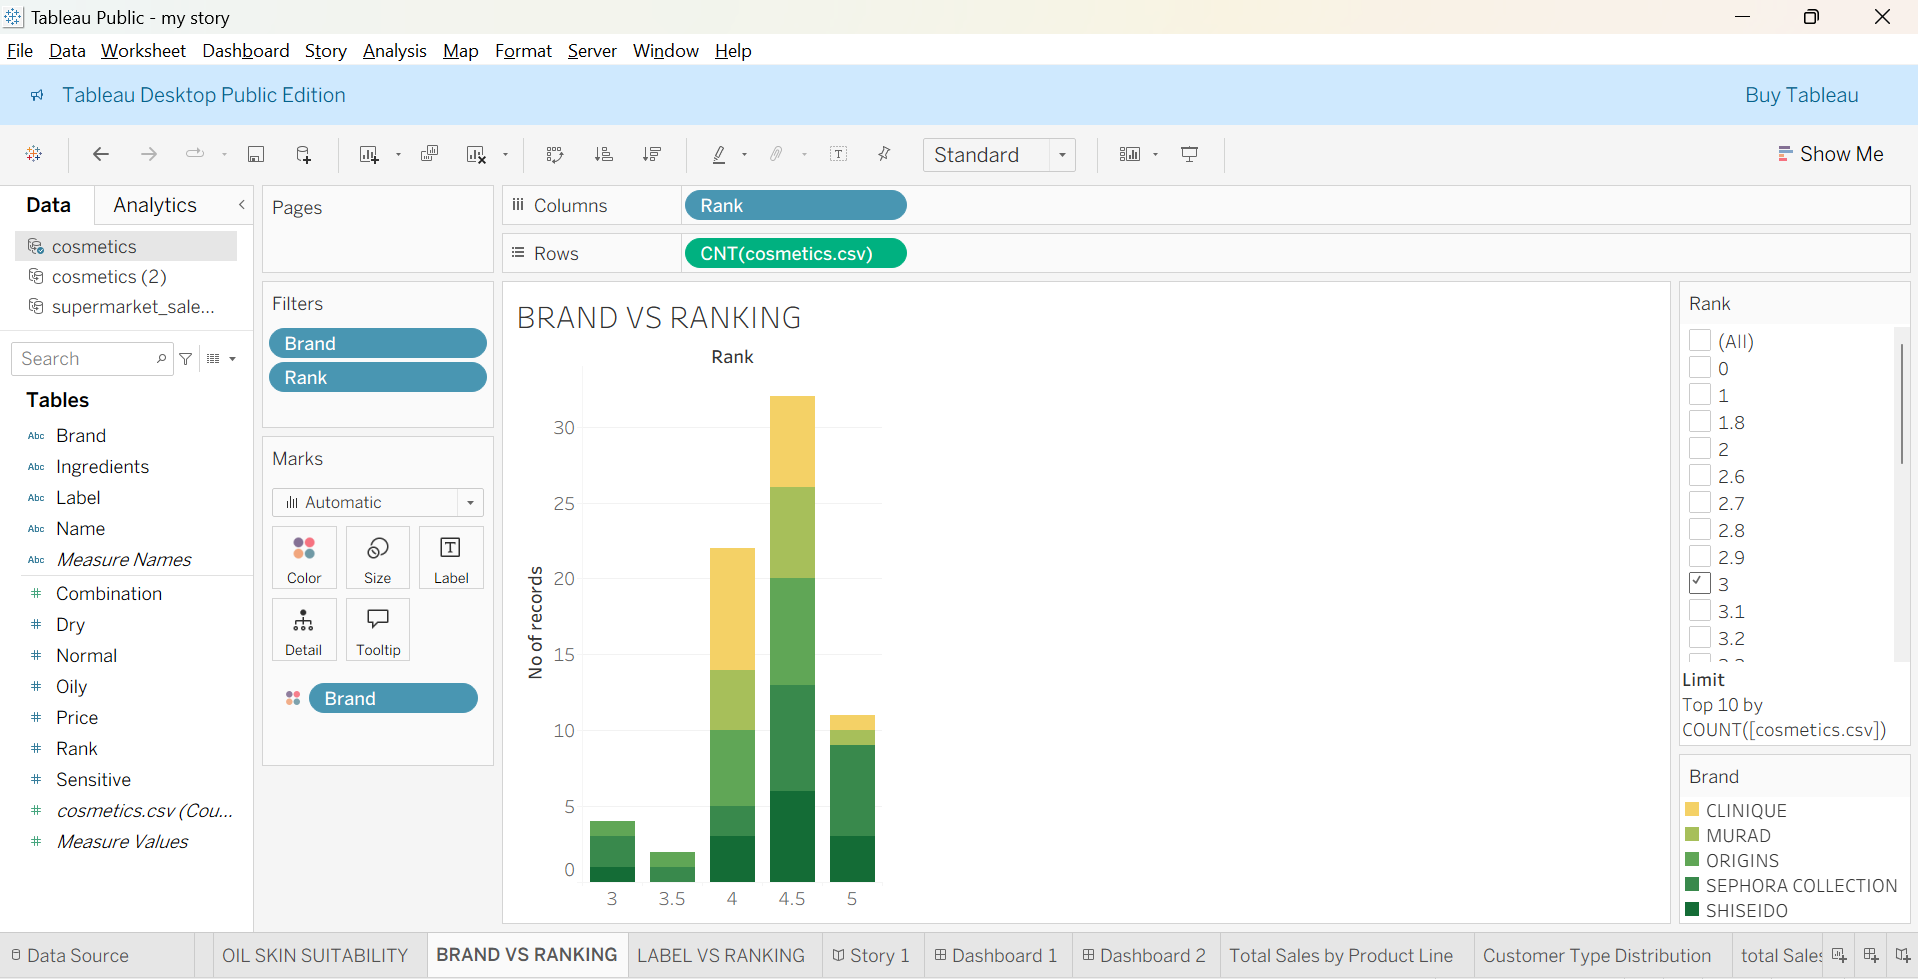 Tableau Public - my story
File Data Worksheet Dashboard Story Analysis Map Format Server Window Help
Tableau Desktop Public Edition
Buy Tableau
Standard
Show Me
Data
Analytics
cosmetics
cosmetics (2)
supermarket_sale...
Search
Tables
Abc Brand
Abc Ingredients
Abc Label
Abc Name
Abc Measure Names
# Combination
# Dry
# Normal
# Oily
# Price
# Rank
# Sensitive
# cosmetics.csv (Cou...
# Measure Values
Pages
Filters
Brand
Rank
Marks
Automatic
Color Size Label
Detail Tooltip
Brand
Columns
Rank
Rows
CNT(cosmetics.csv)
BRAND VS RANKING
Rank
No of records
30
25
20
15
10
5
0
3 3.5 4 4.5 5
Rank
(All)
0
1
1.8
2
2.6
2.7
2.8
2.9
3
3.1
3.2
Limit
Top 10 by
COUNT([cosmetics.csv])
Brand
CLINIQUE
MURAD
ORIGINS
SEPHORA COLLECTION
SHISEIDO
Data Source
OIL SKIN SUITABILITY
BRAND VS RANKING
LABEL VS RANKING
Story 1
Dashboard 1
Dashboard 2
Total Sales by Product Line
Customer Type Distribution
total Sales